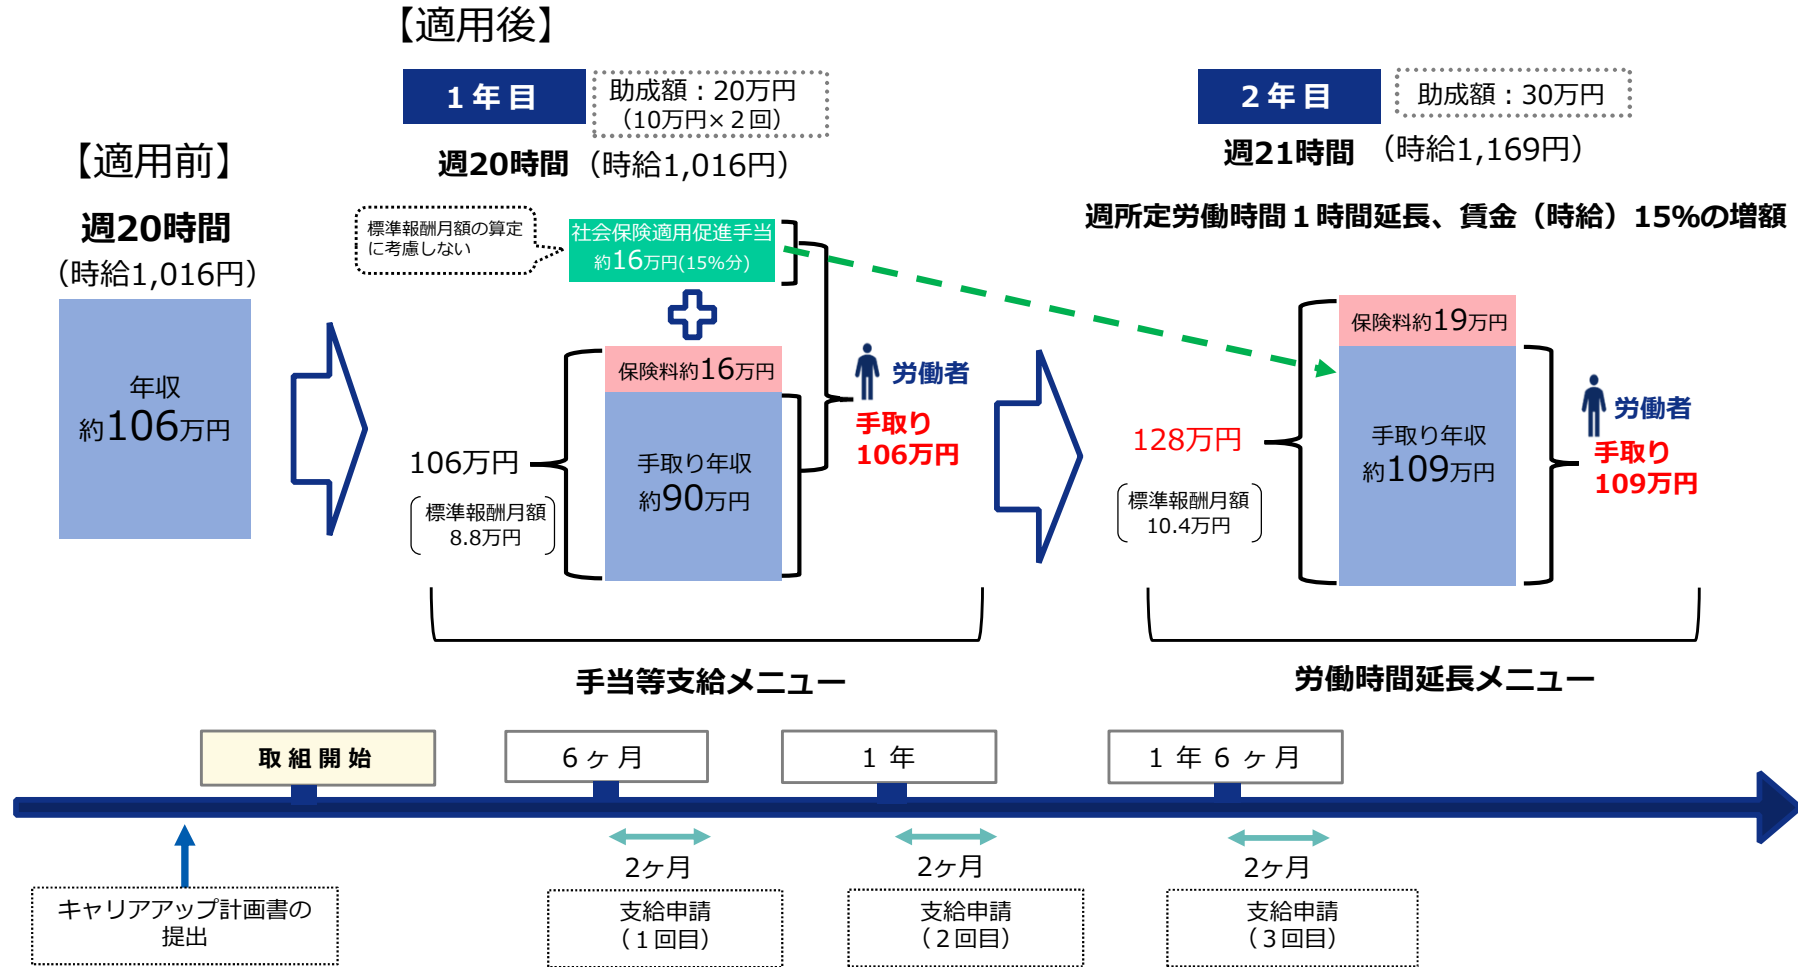 【適用後】
１年目
助成額：20万円
（10万円×２回）
週20時間（時給1,016円）
２年目
助成額：30万円
週21時間（時給1,169円）
週所定労働時間１時間延長、賃金（時給）15%の増額
【適用前】
週20時間
（時給1,016円）
年収
約106万円
標準報酬月額の算定
に考慮しない
社会保険適用促進手当
約16万円(15%分)
保険料約16万円
手取り年収
約90万円
106万円
標準報酬月額
8.8万円
労働者
手取り
106万円
保険料約19万円
手取り年収
約109万円
128万円
標準報酬月額
10.4万円
労働者
手取り
109万円
手当等支給メニュー
労働時間延長メニュー
取組開始
６ヶ月
１年
１年６ヶ月
2ヶ月
2ヶ月
2ヶ月
キャリアアップ計画書の
提出
支給申請
（１回目）
支給申請
（２回目）
支給申請
（３回目）